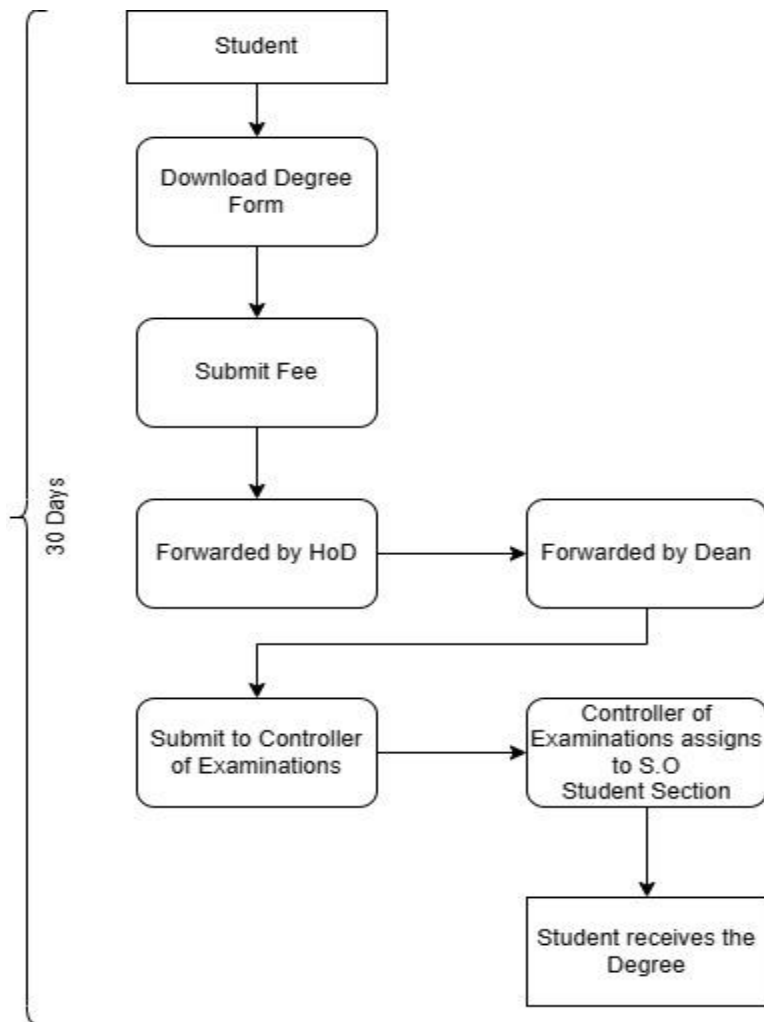 Student
Download Degree
Form
Submit Fee
30 Days
Forwarded by HoD
Forwarded by Dean
Submit to Controller
of Examinations
Controller of
Examinations assigns
to S.O
Student Section
Student receives the
Degree